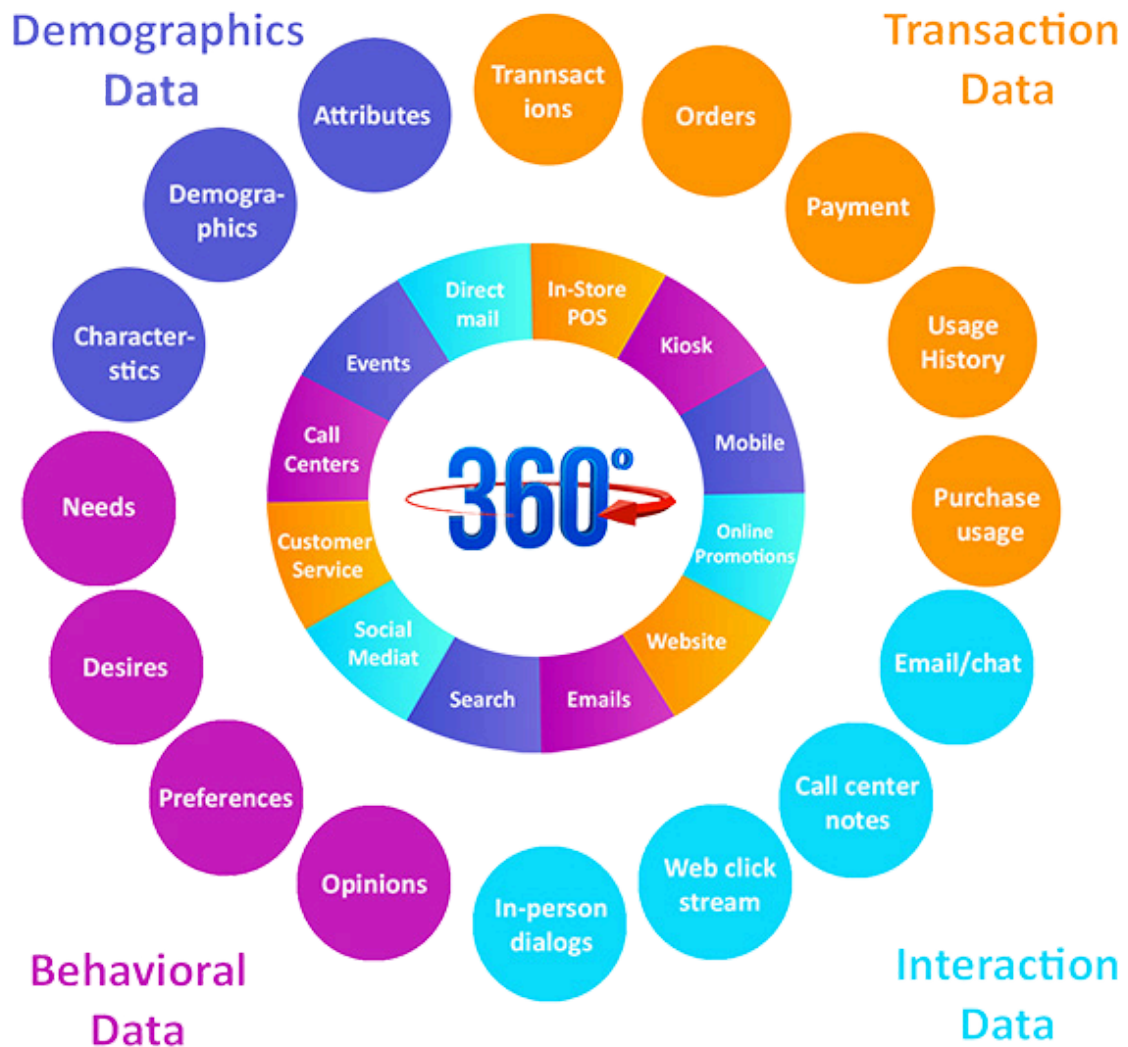 Demographics
Data
Transaction
Data
Attributes
Trannsact
ions
Orders
Demogra-
phics
Payment
Character-
stics
Usage
History
Needs
Purchase
usage
Desires
Email/chat
Preferences
Call center
notes
Opinions
Web click
stream
In-person
dialogs
Direct
mail
In-Store
POS
Kiosk
Mobile
Online
Promotions
Website
Emails
Search
Social
Mediat
Customer
Service
Call
Centers
Events
360°
Behavioral
Data
Interaction
Data